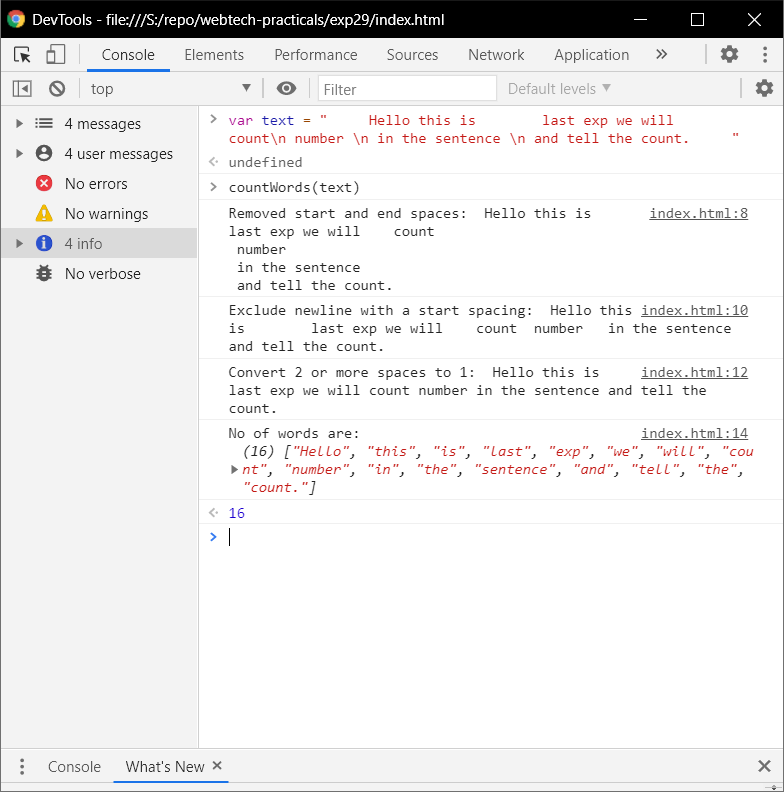 DevTools - file:///S:/repo/webtech-practicals/exp29/index.html
Console Elements Performance Sources Network Application »
top Filter Default levels
4 messages
4 user messages
No errors
No warnings
4 info
No verbose
> var text = "     Hello this is        last exp we will
count\n number \n in the sentence \n and tell the count.     "
undefined
> countWords(text)
Removed start and end spaces:  Hello this is index.html:8
last exp we will    count
 number
 in the sentence
 and tell the count.
Exclude newline with a start spacing:  Hello this index.html:10
is        last exp we will    count  number   in the sentence
and tell the count.
Convert 2 or more spaces to 1:  Hello this is index.html:12
last exp we will count number in the sentence and tell the
count.
No of words are: index.html:14
(16) ["Hello", "this", "is", "last", "exp", "we", "will", "cou
nt", "number", "in", "the", "sentence", "and", "tell", "the",
"count."]
16
>
Console What's New